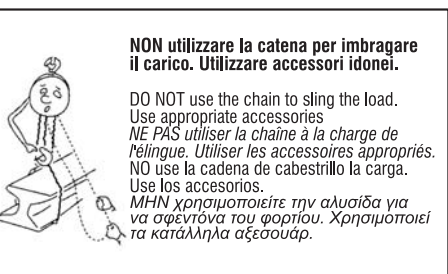 NON utilizzare la catena per imbragare
il carico. Utilizzare accessori idonei.
DO NOT use the chain to sling the load.
Use appropriate accessories
NE PAS utiliser la chaîne à la charge de
l'élingue. Utiliser les accessoires appropriés.
NO use la cadena de cabestrillo la carga.
Use los accesorios.
ΜΗΝ χρησιμοποιείτε την αλυσίδα για
να σφεντόνα του φορτίου. Χρησιμοποιεί
τα κατάλληλα αξεσουάρ.